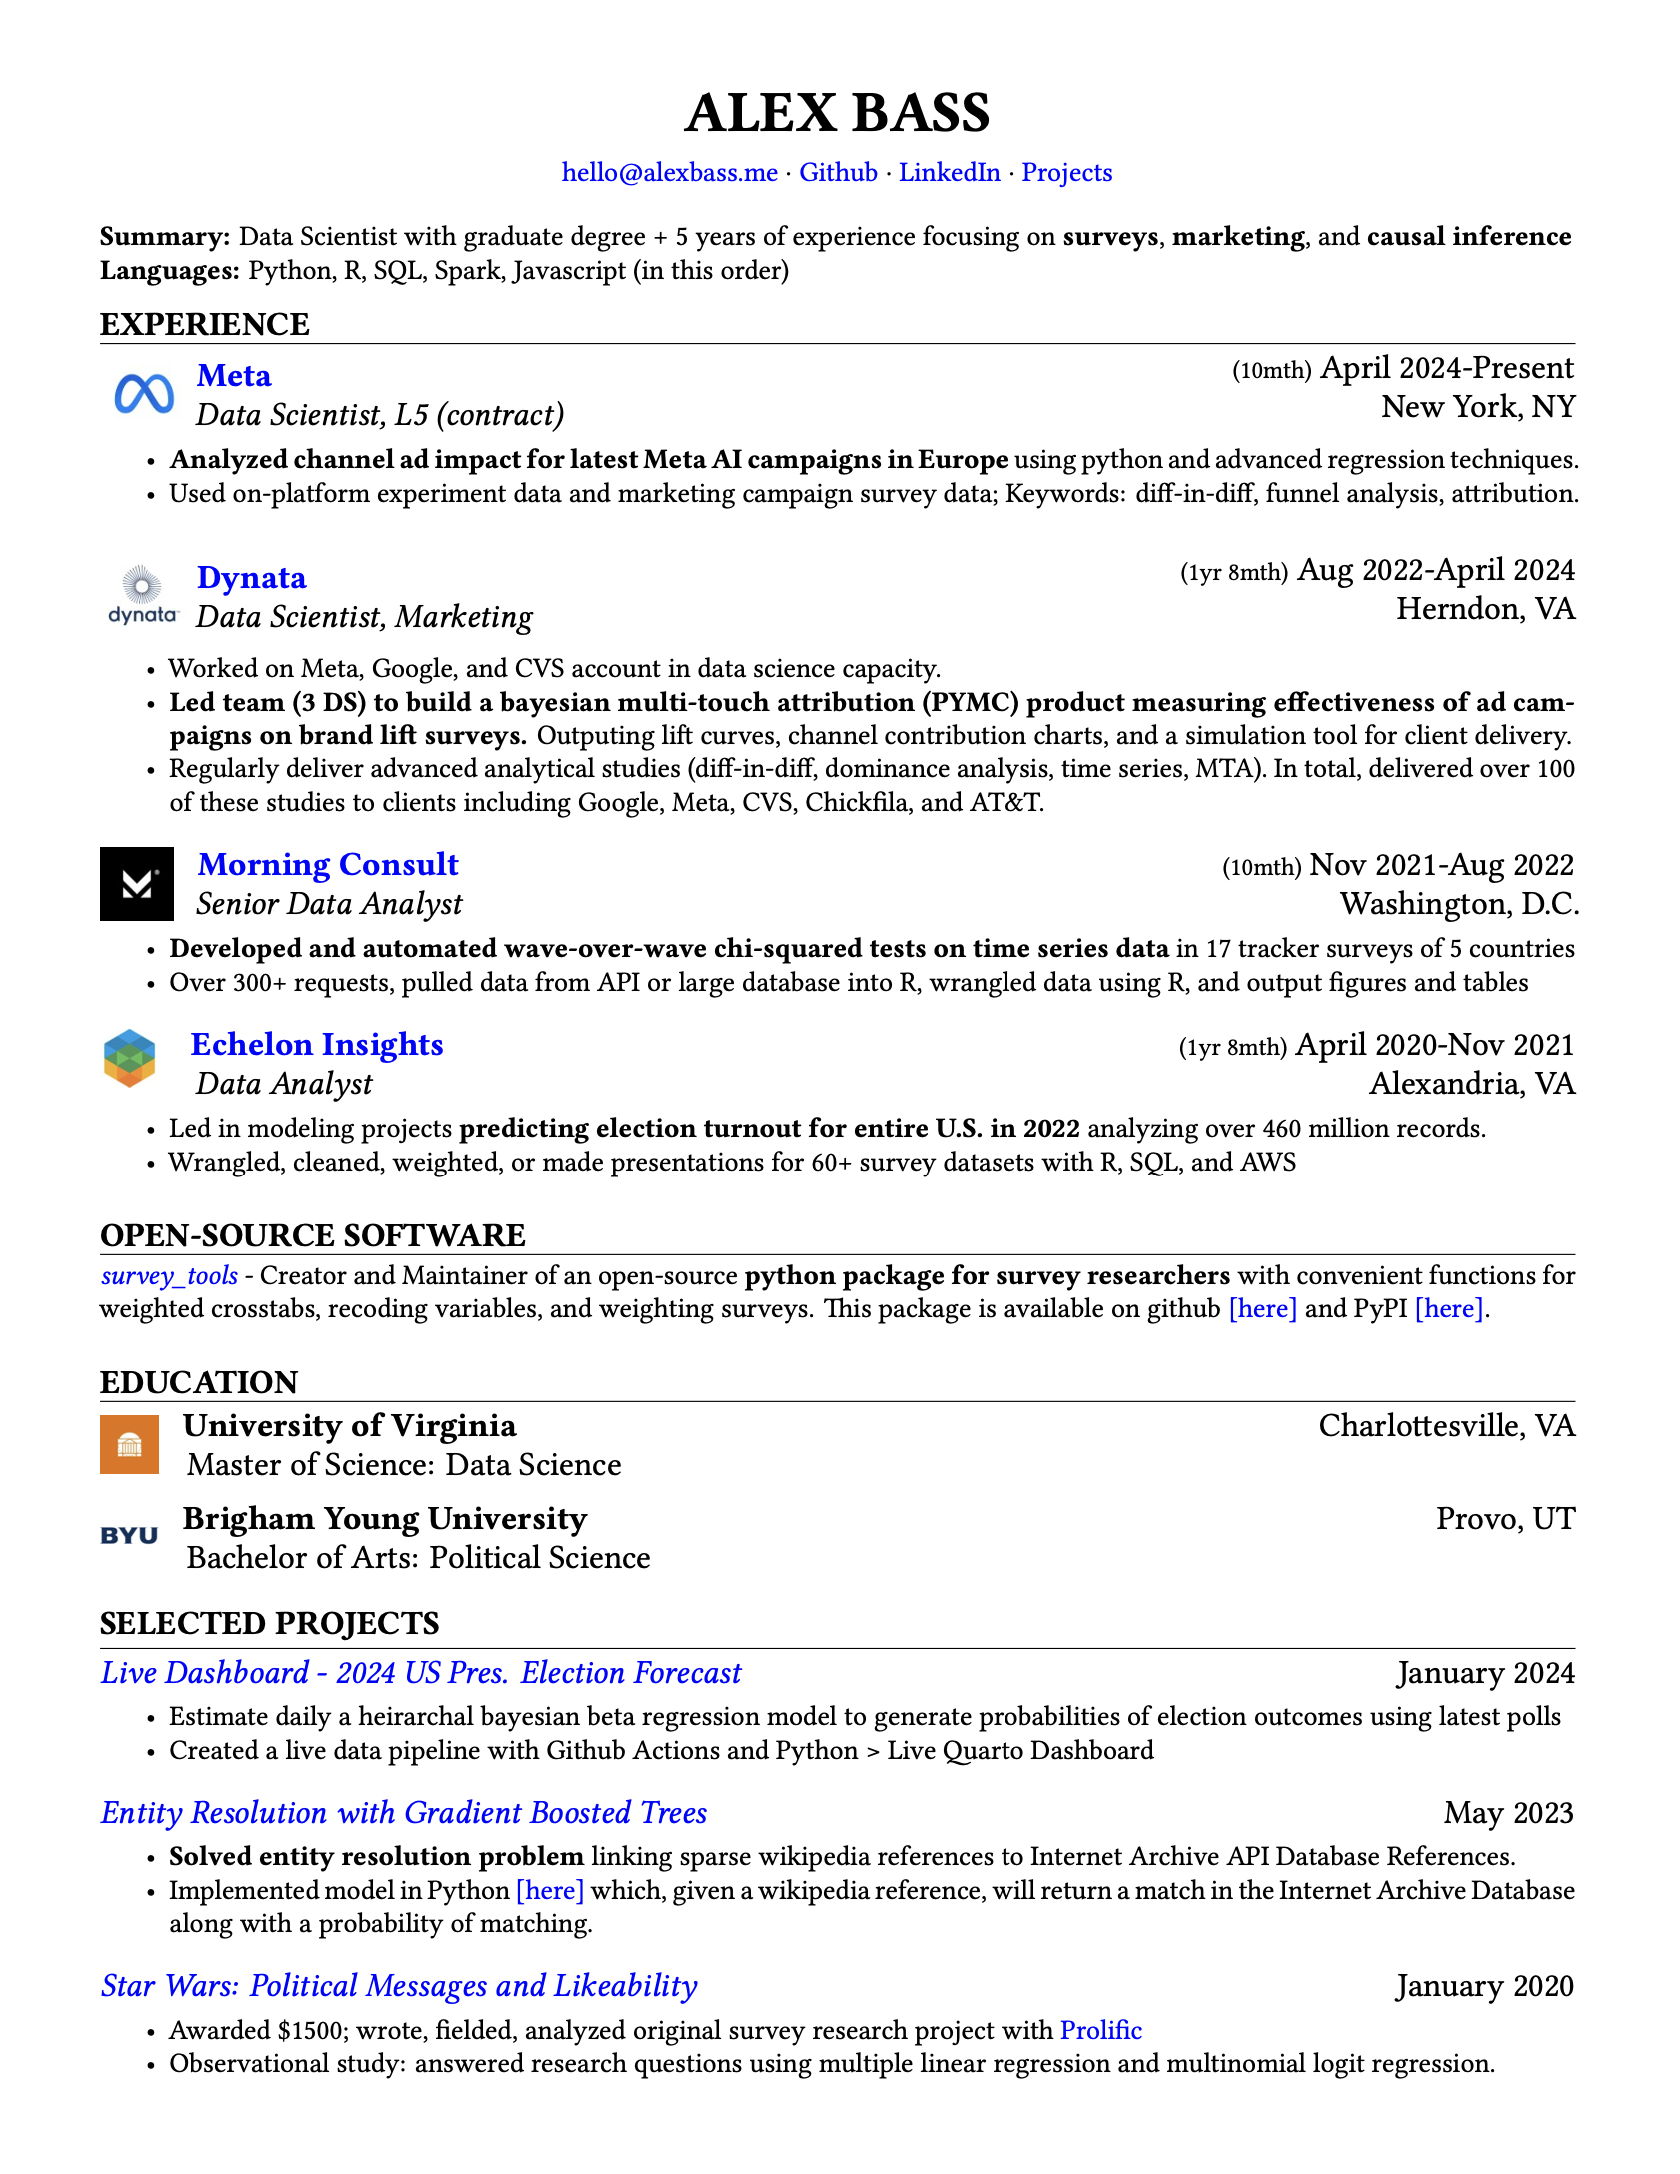 ALEX BASS
hello@alexbass.me · Github · LinkedIn · Projects
Summary: Data Scientist with graduate degree + 5 years of experience focusing on surveys, marketing, and causal inference
Languages: Python, R, SQL, Spark, Javascript (in this order)
EXPERIENCE
Meta (10mth) April 2024-Present
Data Scientist, L5 (contract) New York, NY
• Analyzed channel ad impact for latest Meta AI campaigns in Europe using python and advanced regression techniques.
• Used on-platform experiment data and marketing campaign survey data; Keywords: diff-in-diff, funnel analysis, attribution.
dynata
Dynata (1yr 8mth) Aug 2022-April 2024
Data Scientist, Marketing Herndon, VA
• Worked on Meta, Google, and CVS account in data science capacity.
• Led team (3 DS) to build a bayesian multi-touch attribution (PYMC) product measuring effectiveness of ad cam-
paigns on brand lift surveys. Outputing lift curves, channel contribution charts, and a simulation tool for client delivery.
• Regularly deliver advanced analytical studies (diff-in-diff, dominance analysis, time series, MTA). In total, delivered over 100
of these studies to clients including Google, Meta, CVS, Chickfila, and AT&T.
Morning Consult (10mth) Nov 2021-Aug 2022
Senior Data Analyst Washington, D.C.
• Developed and automated wave-over-wave chi-squared tests on time series data in 17 tracker surveys of 5 countries
• Over 300+ requests, pulled data from API or large database into R, wrangled data using R, and output figures and tables
Echelon Insights (1yr 8mth) April 2020-Nov 2021
Data Analyst Alexandria, VA
• Led in modeling projects predicting election turnout for entire U.S. in 2022 analyzing over 460 million records.
• Wrangled, cleaned, weighted, or made presentations for 60+ survey datasets with R, SQL, and AWS
OPEN-SOURCE SOFTWARE
survey_tools - Creator and Maintainer of an open-source python package for survey researchers with convenient functions for
weighted crosstabs, recoding variables, and weighting surveys. This package is available on github [here] and PyPI [here].
EDUCATION
University of Virginia Charlottesville, VA
Master of Science: Data Science
BYU
Brigham Young University Provo, UT
Bachelor of Arts: Political Science
SELECTED PROJECTS
Live Dashboard - 2024 US Pres. Election Forecast January 2024
• Estimate daily a heirarchal bayesian beta regression model to generate probabilities of election outcomes using latest polls
• Created a live data pipeline with Github Actions and Python > Live Quarto Dashboard
Entity Resolution with Gradient Boosted Trees May 2023
• Solved entity resolution problem linking sparse wikipedia references to Internet Archive API Database References.
• Implemented model in Python [here] which, given a wikipedia reference, will return a match in the Internet Archive Database
along with a probability of matching.
Star Wars: Political Messages and Likeability January 2020
• Awarded $1500; wrote, fielded, analyzed original survey research project with Prolific
• Observational study: answered research questions using multiple linear regression and multinomial logit regression.